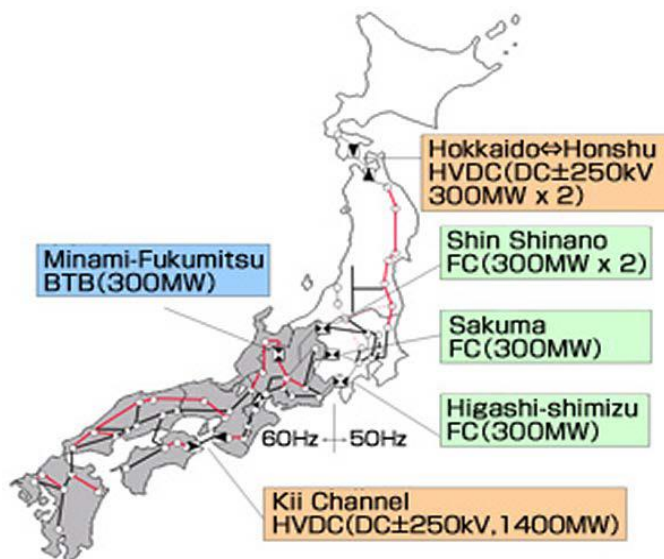 Hokkaido⇔Honshu
HVDC(DC±250kV
300MW x 2)
Shin Shinano
FC(300MW x 2)
Minami-Fukumitsu
BTB(300MW)
Sakuma
FC(300MW)
Higashi-shimizu
FC(300MW)
60Hz ←→ 50Hz
Kii Channel
HVDC(DC±250kV,1400MW)